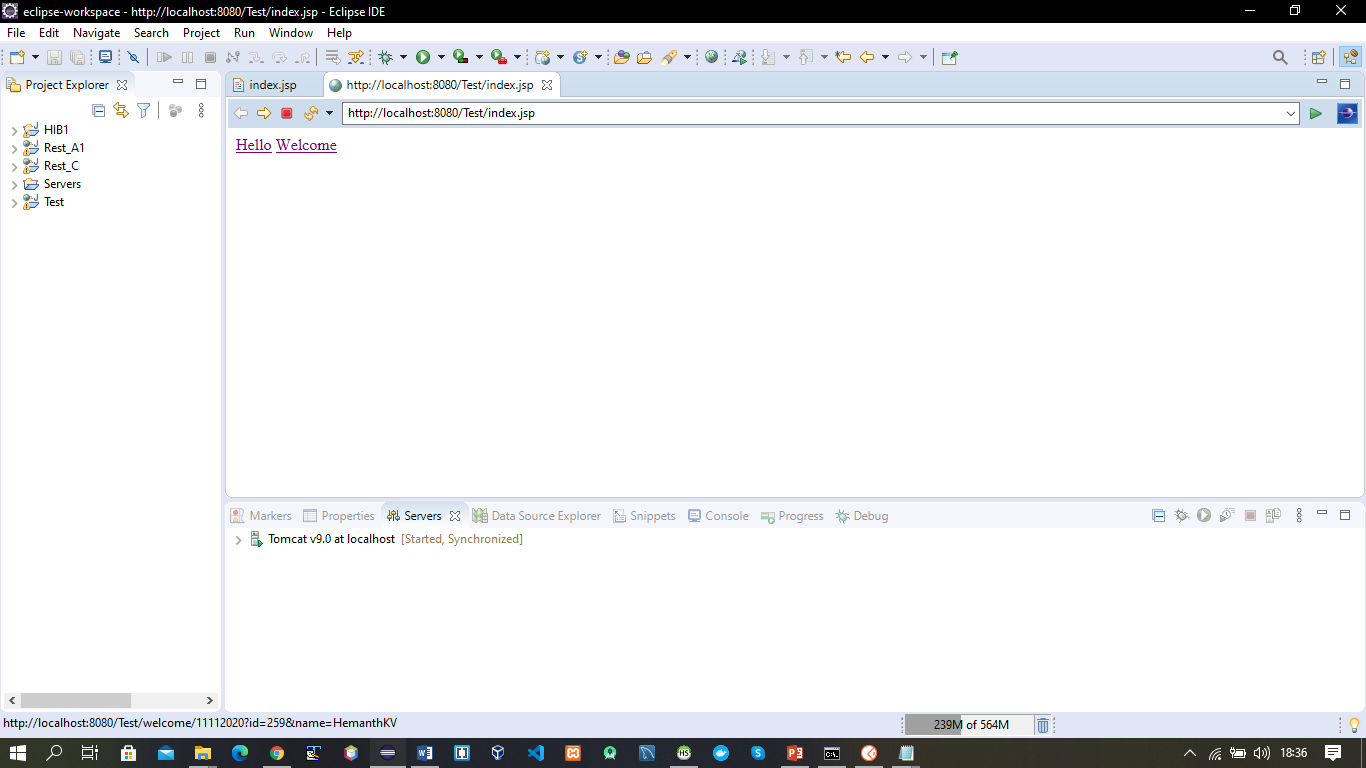 eclipse-workspace - http://localhost:8080/Test/index.jsp - Eclipse IDE
File Edit Navigate Search Project Run Window Help
Project Explorer
index.jsp http://localhost:8080/Test/index.jsp
http://localhost:8080/Test/index.jsp
HIB1
Rest_A1
Rest_C
Servers
Test
Hello Welcome
Markers Properties Servers Data Source Explorer Snippets Console Progress Debug
Tomcat v9.0 at localhost [Started, Synchronized]
http://localhost:8080/Test/welcome/11112020?id=259&name=HemanthKV
239M of 564M
18:36